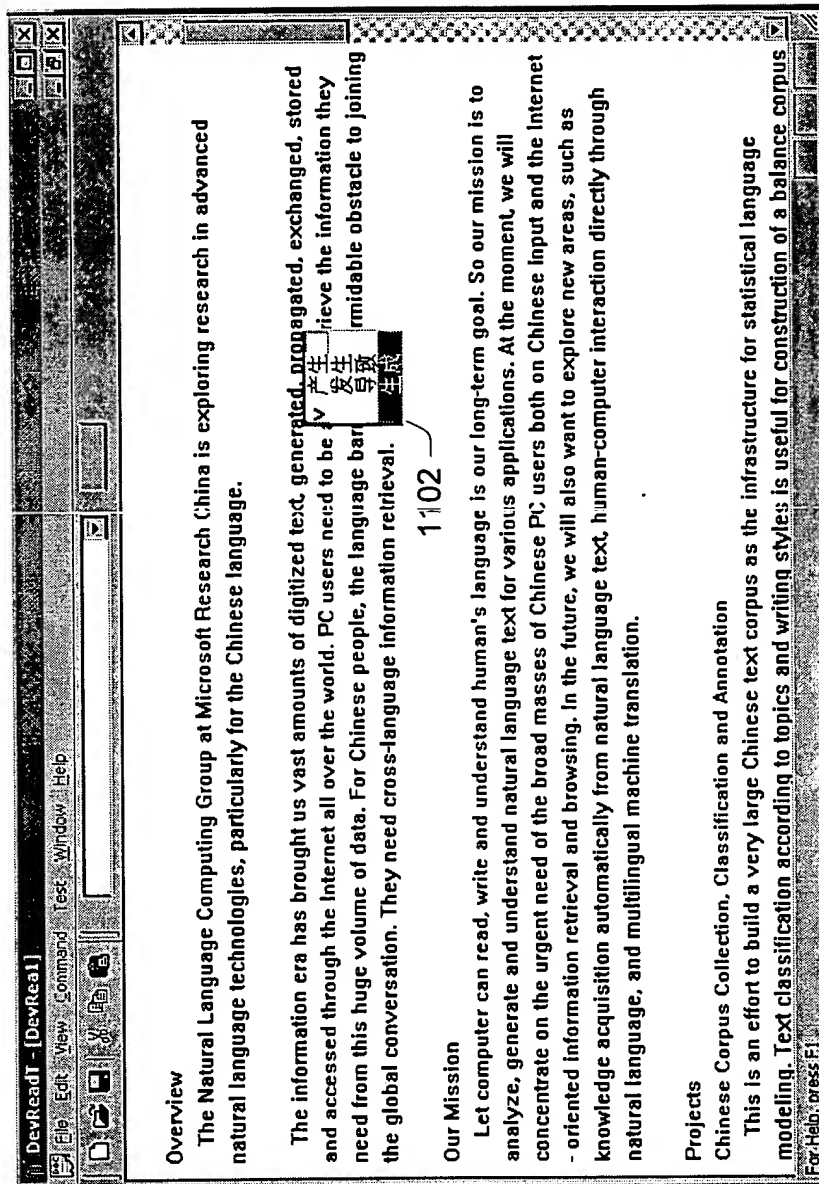 DevReadT - [DevRea1]
File Edit View Command Test Window Help
Overview
The Natural Language Computing Group at Microsoft Research China is exploring research in advanced
natural language technologies, particularly for the Chinese language.
The information era has brought us vast amounts of digitized text, generated, propagated, exchanged, stored
and accessed through the Internet all over the world. PC users need to be a rieve the information they
need from this huge volume of data. For Chinese people, the language bar rmidable obstacle to joining
the global conversation. They need cross-language information retrieval.
v 产生
发生
导致
生成
1102
Our Mission
Let computer can read, write and understand human's language is our long-term goal. So our mission is to
analyze, generate and understand natural language text for various applications. At the moment, we will
concentrate on the urgent need of the broad masses of Chinese PC users both on Chinese Input and the Internet
- oriented Information retrieval and browsing. In the future, we will also want to explore new areas, such as
knowledge acquisition automatically from natural language text, human-computer interaction directly through
natural language, and multilingual machine translation.
Projects
Chinese Corpus Collection, Classification and Annotation
This is an effort to build a very large Chinese text corpus as the infrastructure for statistical language
modeling. Text classification according to topics and writing styles is useful for construction of a balance corpus
For Help, press F1